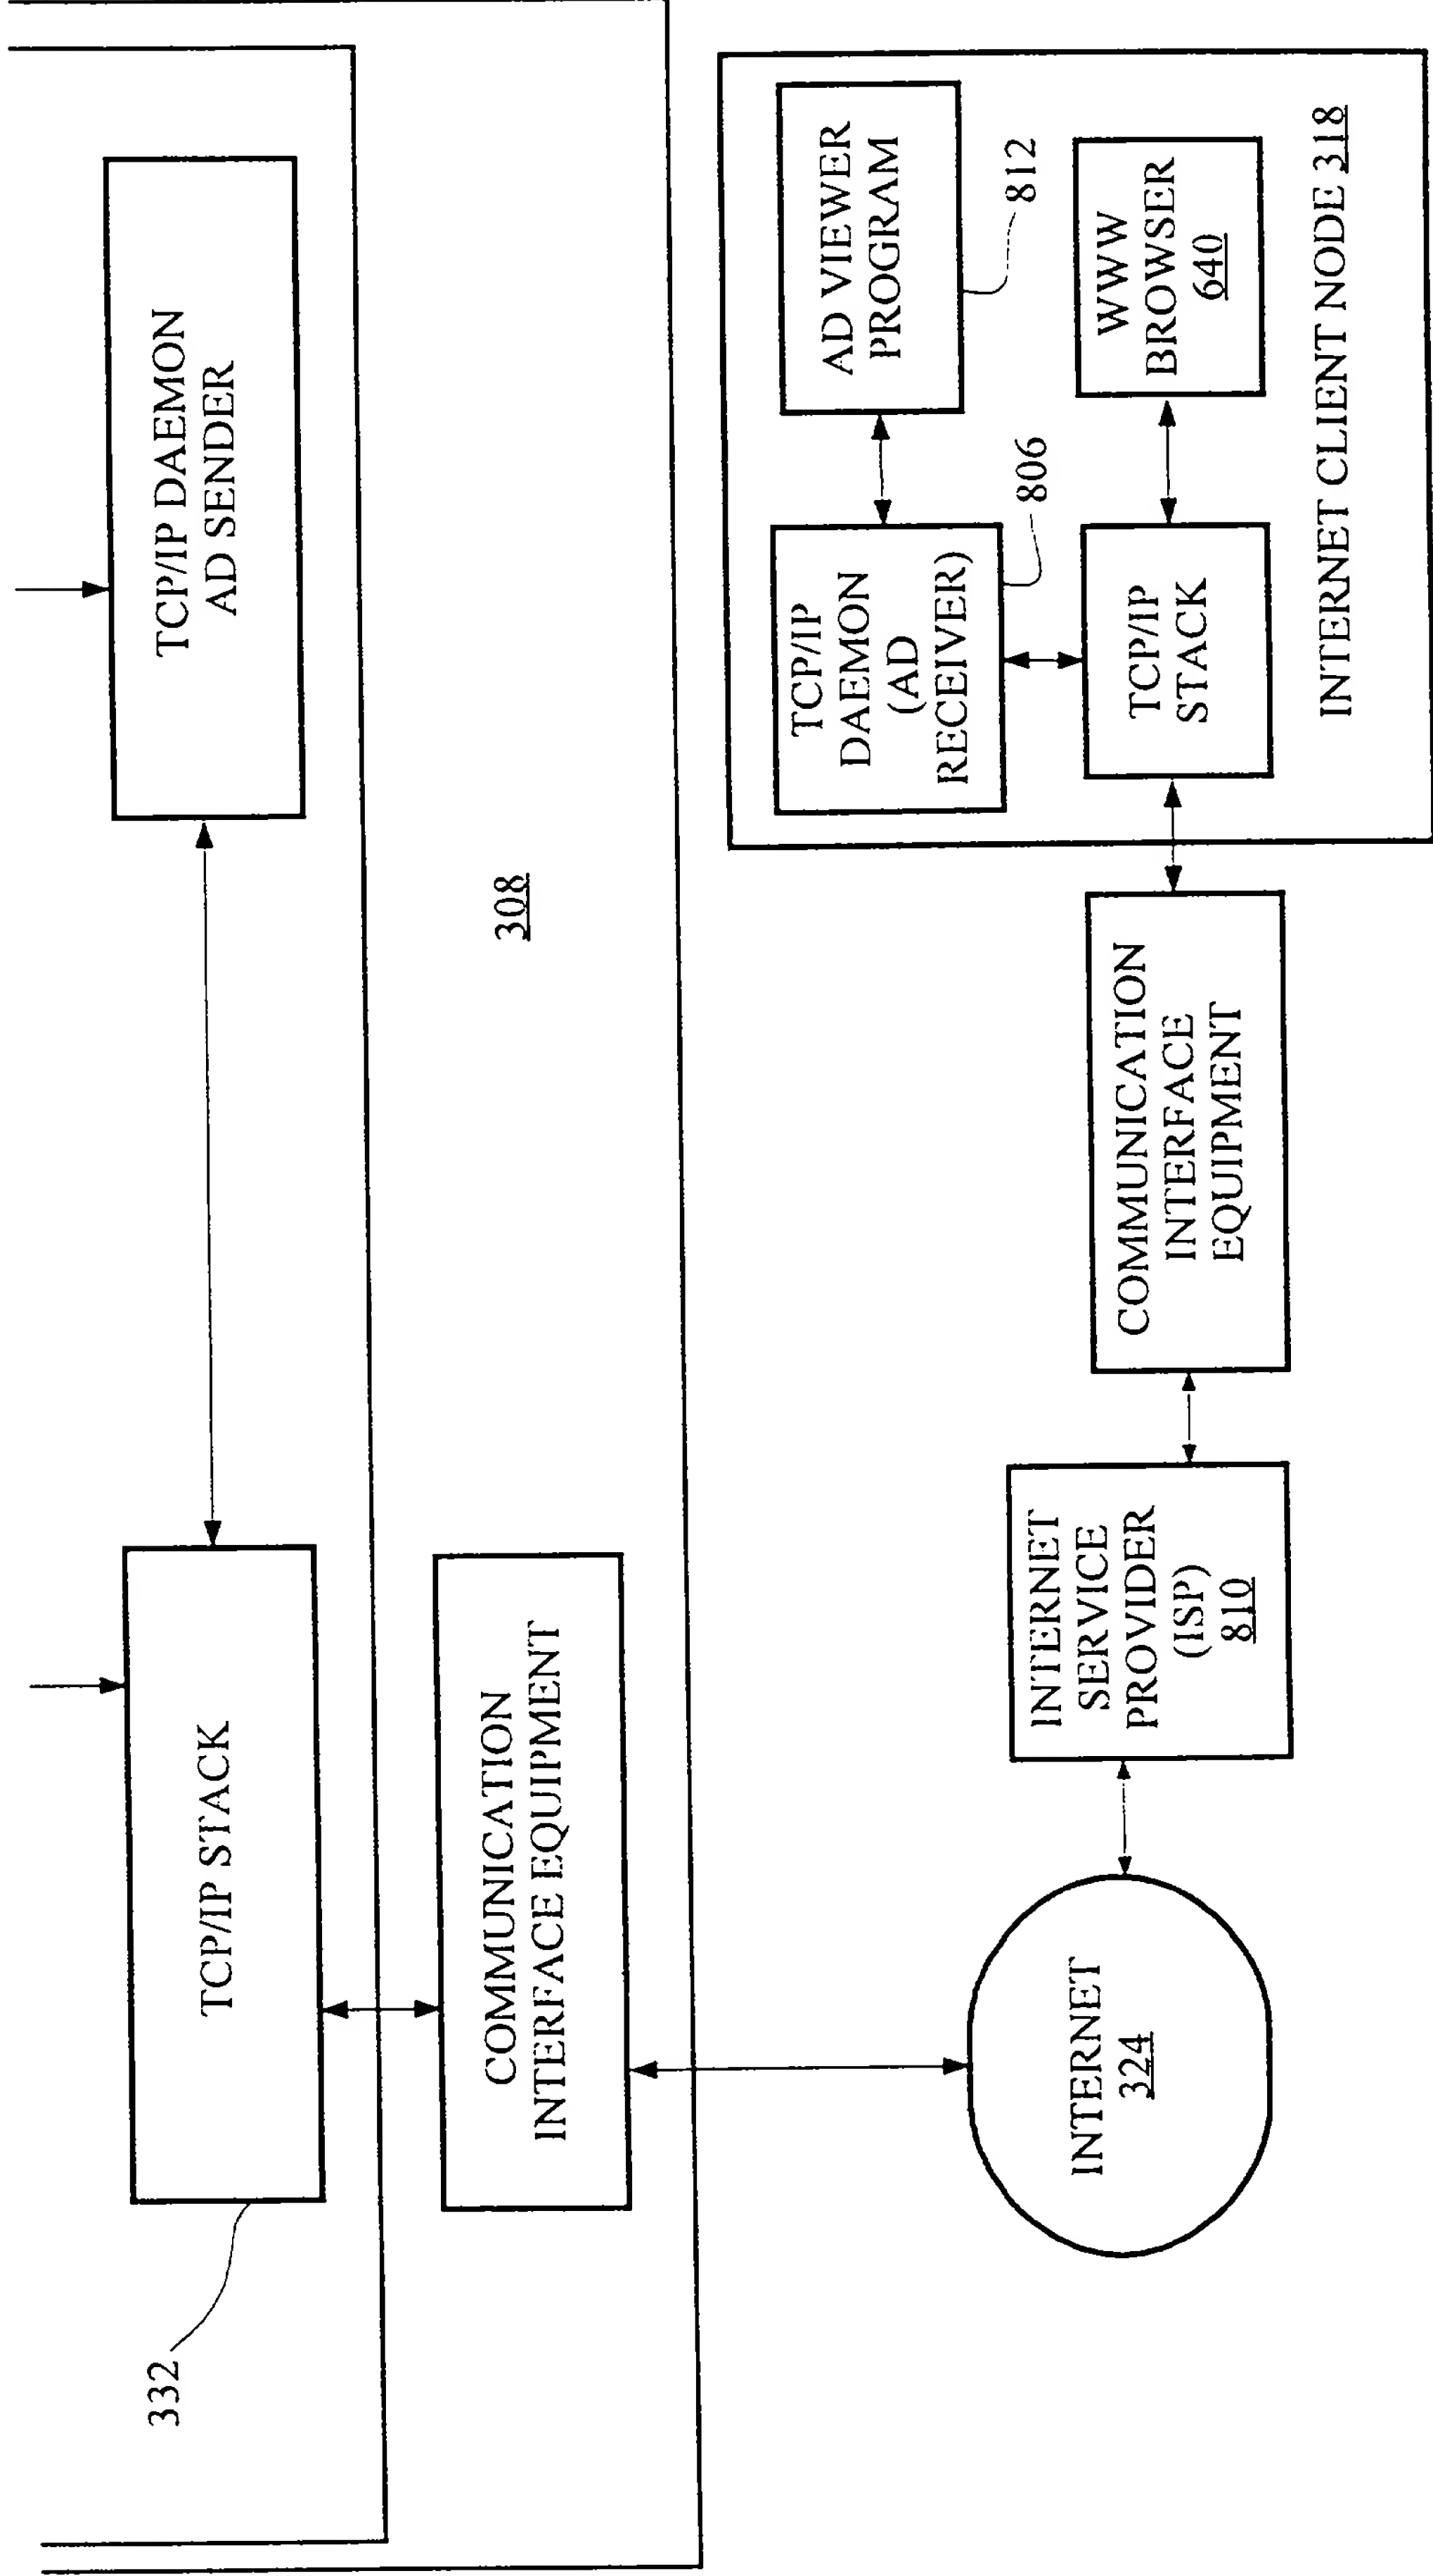 332
TCP/IP STACK
TCP/IP DAEMON
AD SENDER
COMMUNICATION
INTERFACE EQUIPMENT
308
INTERNET
324
INTERNET
SERVICE
PROVIDER
(ISP)
810
COMMUNICATION
INTERFACE
EQUIPMENT
TCP/IP
DAEMON
(AD
RECEIVER)
806
AD VIEWER
PROGRAM
812
TCP/IP
STACK
WWW
BROWSER
640
INTERNET CLIENT NODE 318